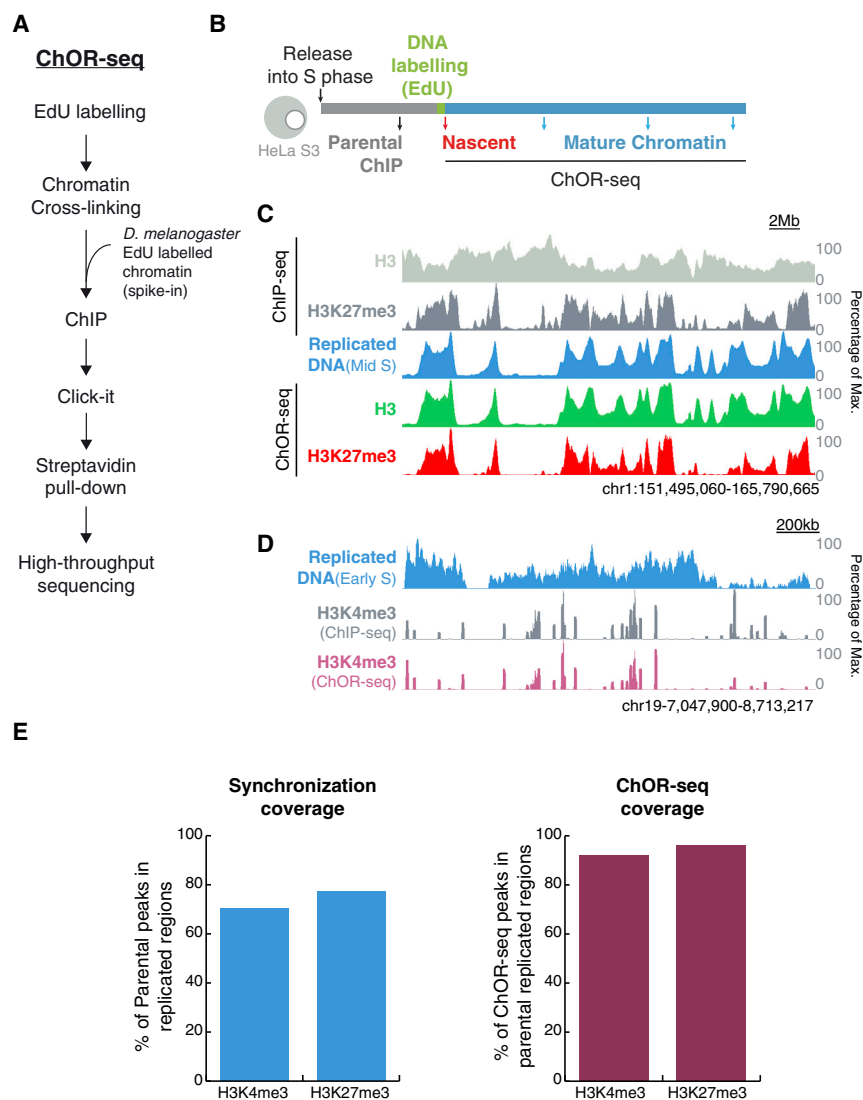 A
ChOR-seq
EdU labelling
Chromatin
Cross-linking
D. melanogaster
EdU labelled
chromatin
(spike-in)
ChIP
Click-it
Streptavidin
pull-down
High-throughput
sequencing
B
Release
into S phase
DNA
labelling
(EdU)
HeLa S3
Parental
ChIP
Nascent
Mature Chromatin
ChOR-seq
C
2Mb
ChIP-seq
H3
100
0
H3K27me3
100
0
Replicated
DNA(Mid S)
100
0
ChOR-seq
H3
100
0
H3K27me3
100
0
Percentage of Max.
chr1:151,495,060-165,790,665
D
200kb
Replicated
DNA(Early S)
100
0
H3K4me3
(ChIP-seq)
100
0
H3K4me3
(ChOR-seq)
100
0
Percentage of Max.
chr19-7,047,900-8,713,217
E
Synchronization
coverage
% of Parental peaks in
replicated regions
100
80
60
40
20
0
H3K4me3
H3K27me3
ChOR-seq
coverage
% of ChOR-seq peaks in
parental replicated regions
100
80
60
40
20
0
H3K4me3
H3K27me3